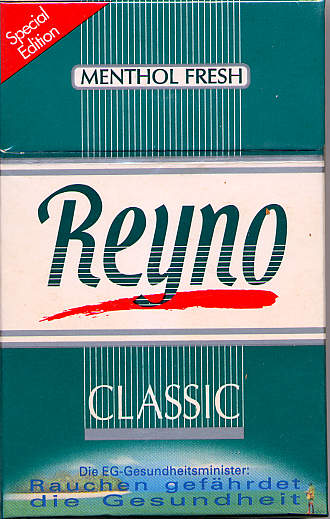 Special
Edition
MENTHOL FRESH
Reyno
CLASSIC
Die EG-Gesundheitsminister:
Rauchen gefährdet
die Gesundheit